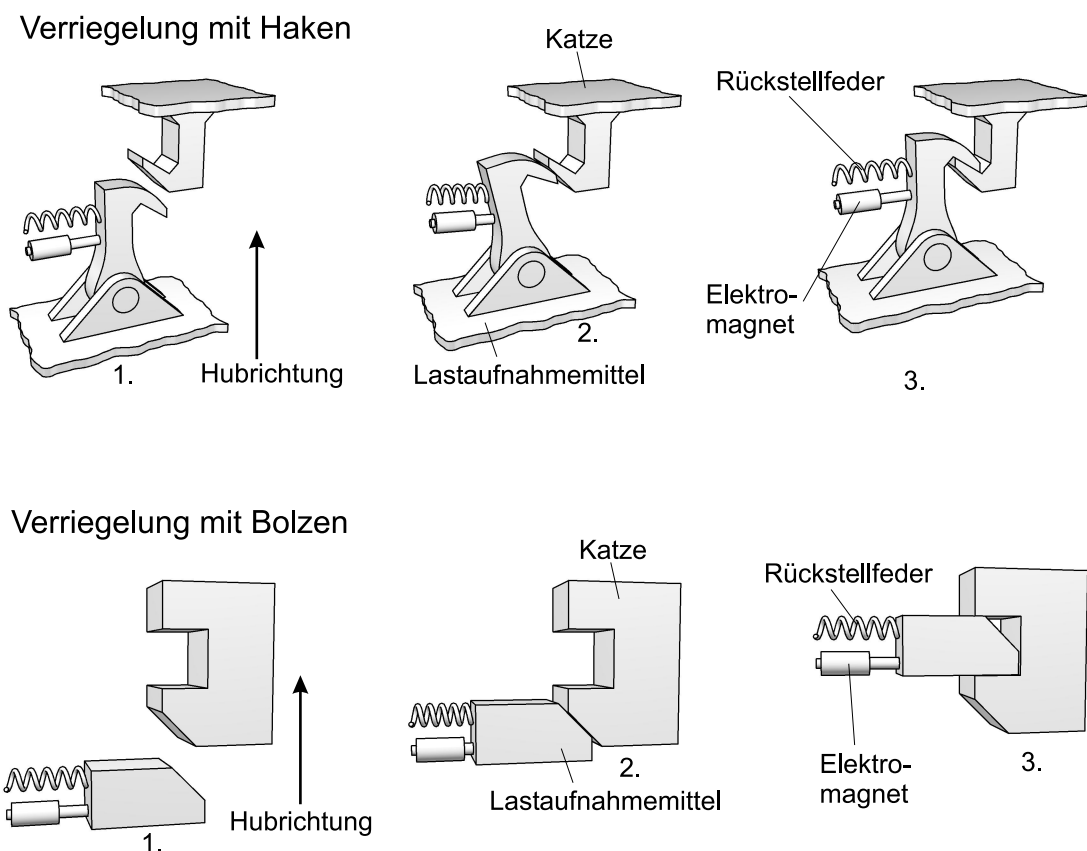 Verriegelung mit Haken
Katze
Rückstellfeder
Elektro-
magnet
1.
Hubrichtung
2.
Lastaufnahmemittel
3.
Verriegelung mit Bolzen
Katze
Rückstellfeder
1.
Hubrichtung
2.
Lastaufnahmemittel
Elektro-
magnet
3.